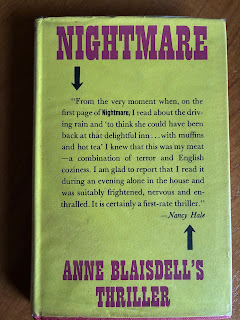 NIGHTMARE
"From the very moment when, on the
first page of Nightmare, I read about the driv-
ing rain and 'to think she could have been
back at that delightful inn...with muffins
and hot tea' I knew that this was my meat
—a combination of terror and English
coziness. I am glad to report that I read it
during an evening alone in the house and
was suitably frightened, nervous and en-
thralled. It is certainly a first-rate thriller."
—Nancy Hale
ANNE BLAISDELL'S
THRILLER